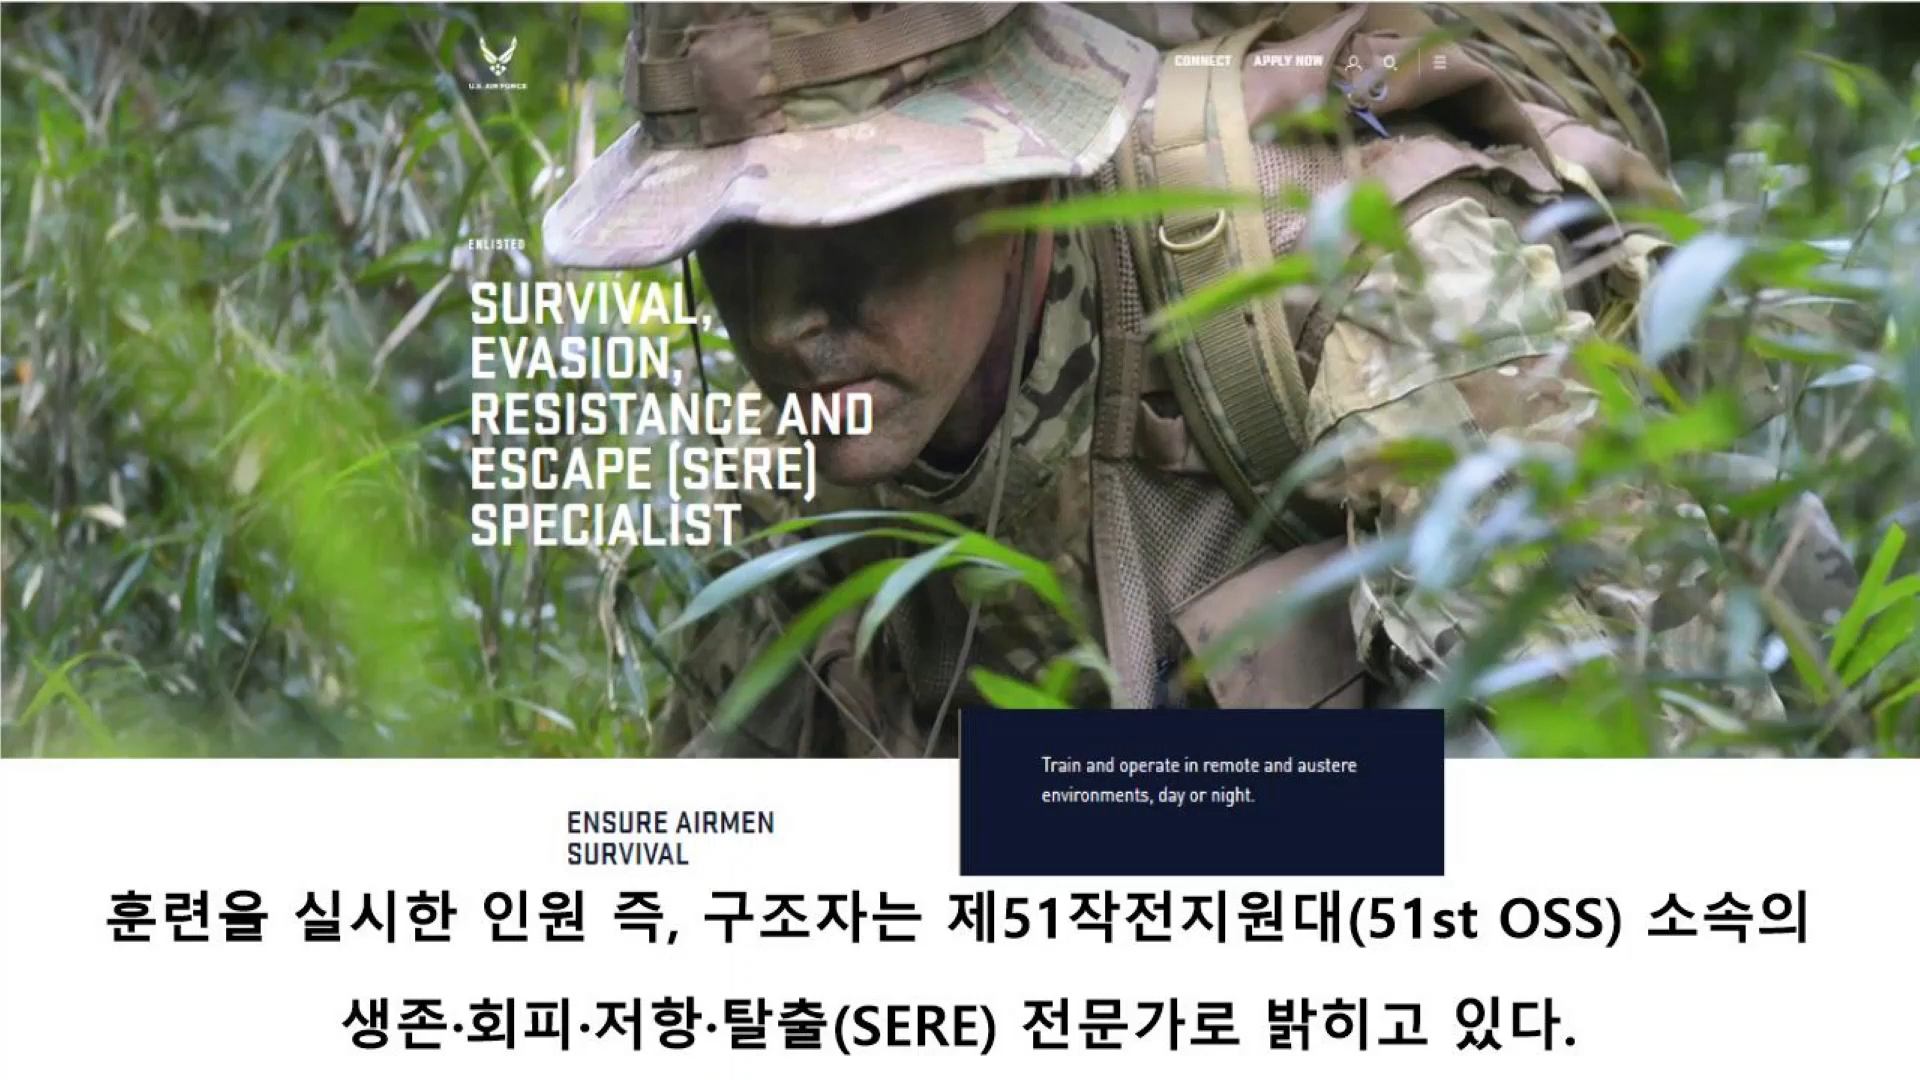 U.S. AIR FORCE
CONNECT APPLY NOW
ENLISTED
SURVIVAL,
EVASION,
RESISTANCE AND
ESCAPE (SERE)
SPECIALIST
Train and operate in remote and austere
environments, day or night.
ENSURE AIRMEN
SURVIVAL
훈련을 실시한 인원 즉, 구조자는 제51작전지원대(51st OSS) 소속의
생존·회피·저항·탈출(SERE) 전문가로 밝히고 있다.